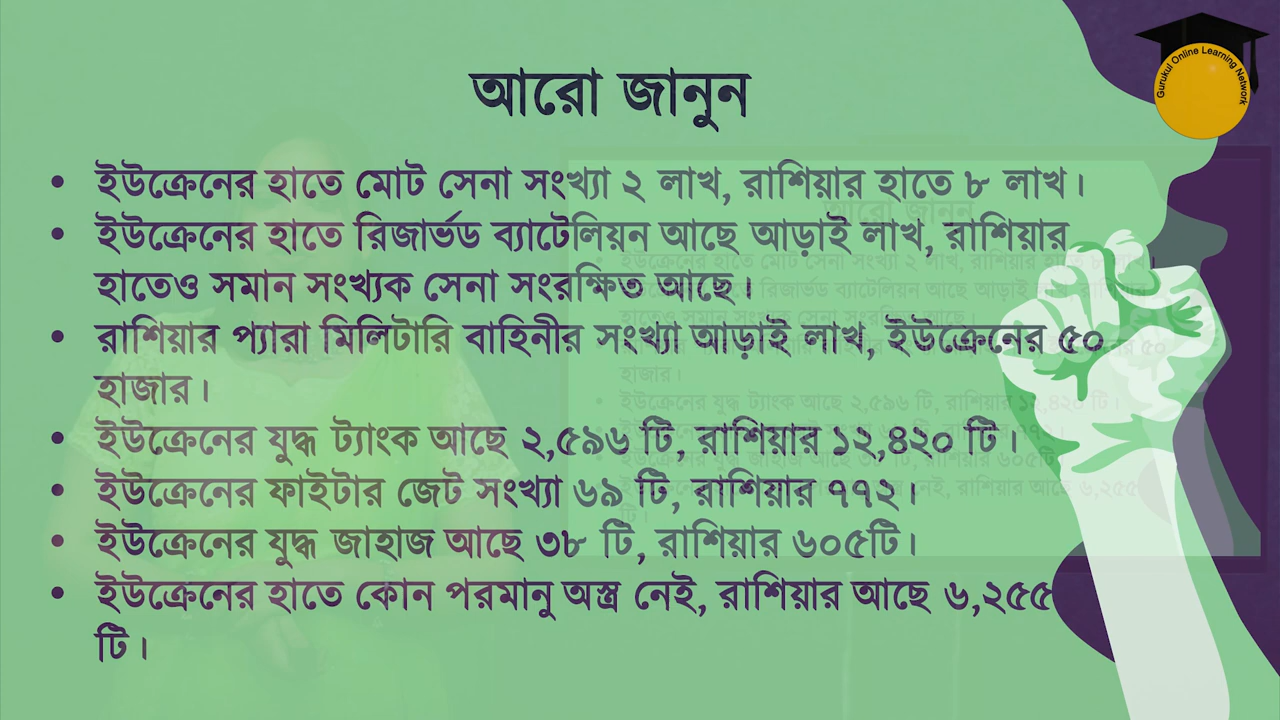 Gurukul Online Learning Network
আরো জানুন
• ইউক্রেনের হাতে মোট সেনা সংখ্যা ২ লাখ, রাশিয়ার হাতে ৮ লাখ।
• ইউক্রেনের হাতে রিজার্ভড ব্যাটেলিয়ন আছে আড়াই লাখ, রাশিয়ার
হাতেও সমান সংখ্যক সেনা সংরক্ষিত আছে।
• রাশিয়ার প্যারা মিলিটারি বাহিনীর সংখ্যা আড়াই লাখ, ইউক্রেনের ৫০
হাজার।
• ইউক্রেনের যুদ্ধ ট্যাংক আছে ২,৫৯৬ টি, রাশিয়ার ১২,৪২০ টি।
• ইউক্রেনের ফাইটার জেট সংখ্যা ৬৯ টি, রাশিয়ার ৭৭২।
• ইউক্রেনের যুদ্ধ জাহাজ আছে ৩৮ টি, রাশিয়ার ৬০৫টি।
• ইউক্রেনের হাতে কোন পরমানু অস্ত্র নেই, রাশিয়ার আছে ৬,২৫৫
টি।